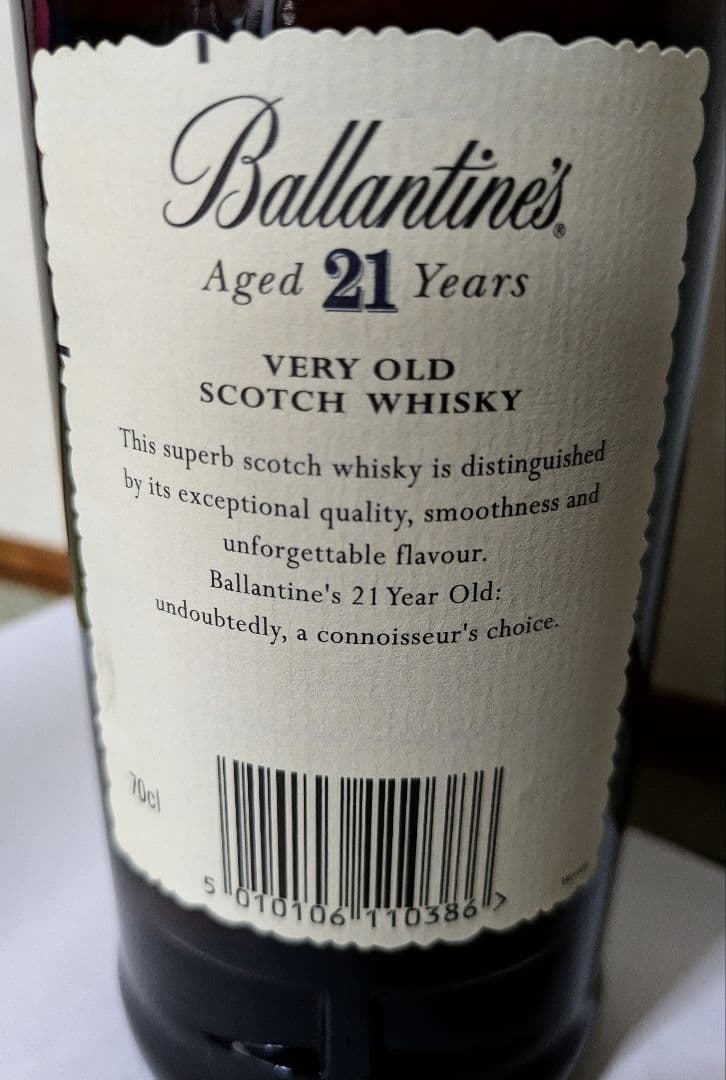 Ballantine's®
Aged 21 Years
VERY OLD
SCOTCH WHISKY
This superb scotch whisky is distinguished
by its exceptional quality, smoothness and
unforgettable flavour.
Ballantine's 21 Year Old:
undoubtedly, a connoisseur's choice.
70cl
5 010106 110386 >